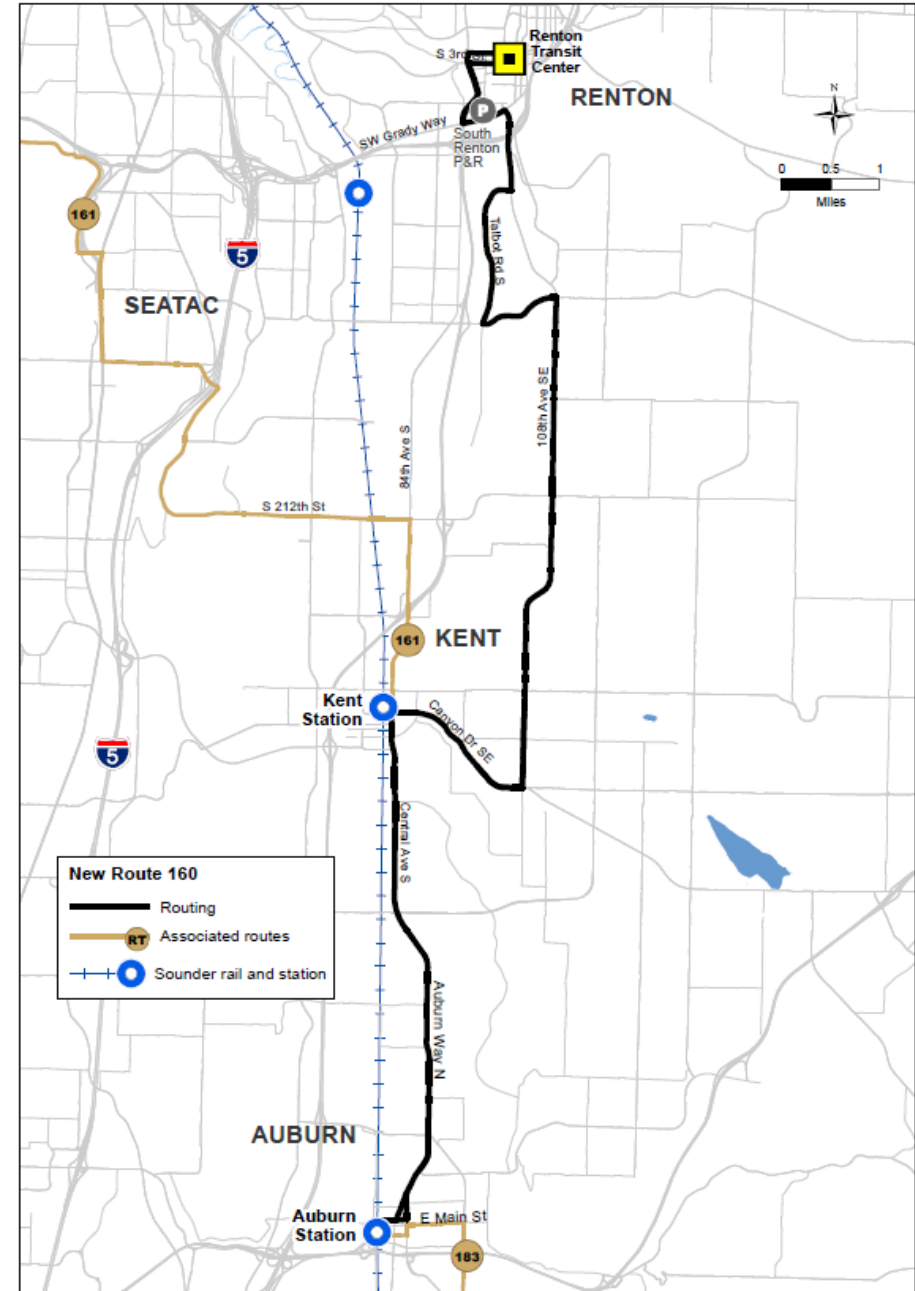 Renton
Transit
Center
S 3rd St
RENTON
N
SW Grady Way
South
Renton
P&R
0 0.5 1
Miles
161
5
Talbot Rd S
SEATAC
108th Ave SE
84th Ave S
S 212th St
161
KENT
Kent
Station
Canyon Dr SE
5
Central Ave S
New Route 160
Routing
RT Associated routes
Sounder rail and station
Auburn Way N
AUBURN
Auburn
Station
E Main St
183